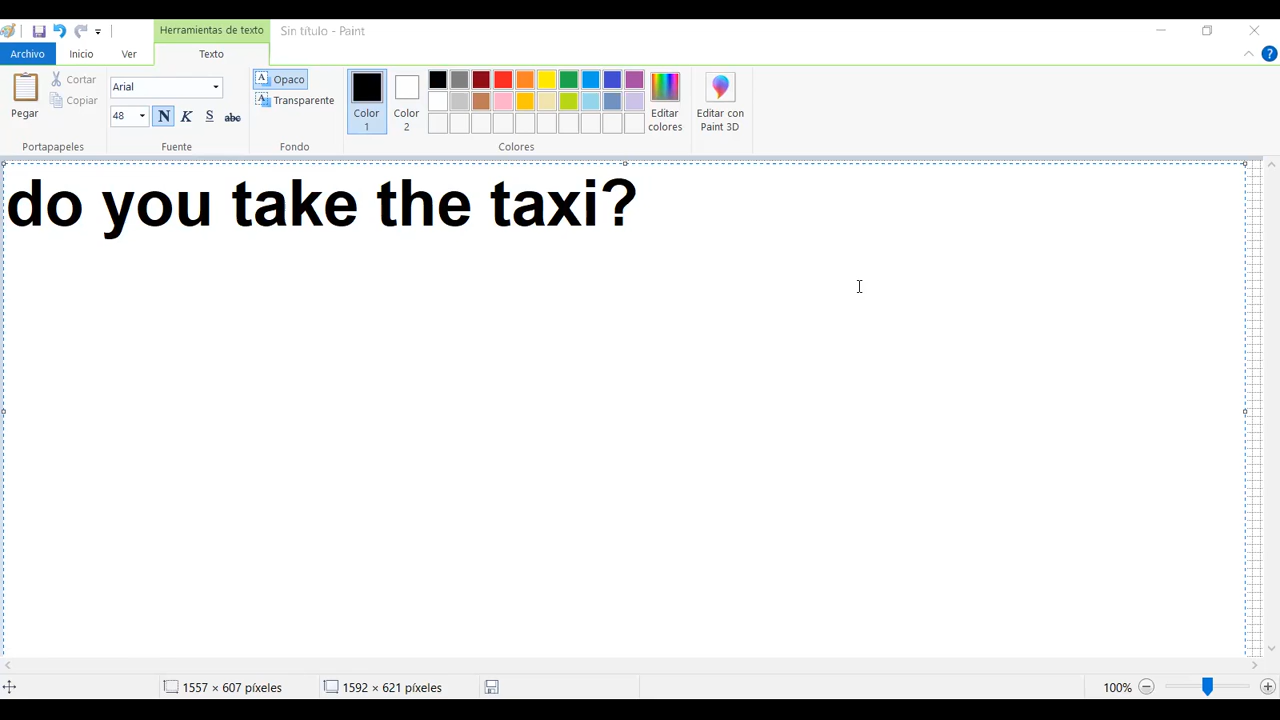 Herramientas de texto
Sin título - Paint
Archivo
Inicio
Ver
Texto
Pegar
Cortar
Copiar
Portapapeles
Arial
48
N K S abc
Fuente
Opaco
Transparente
Fondo
Color 1
Color 2
Editar colores
Colores
Editar con Paint 3D
do you take the taxi?
1557 × 607 píxeles
1592 × 621 píxeles
100%